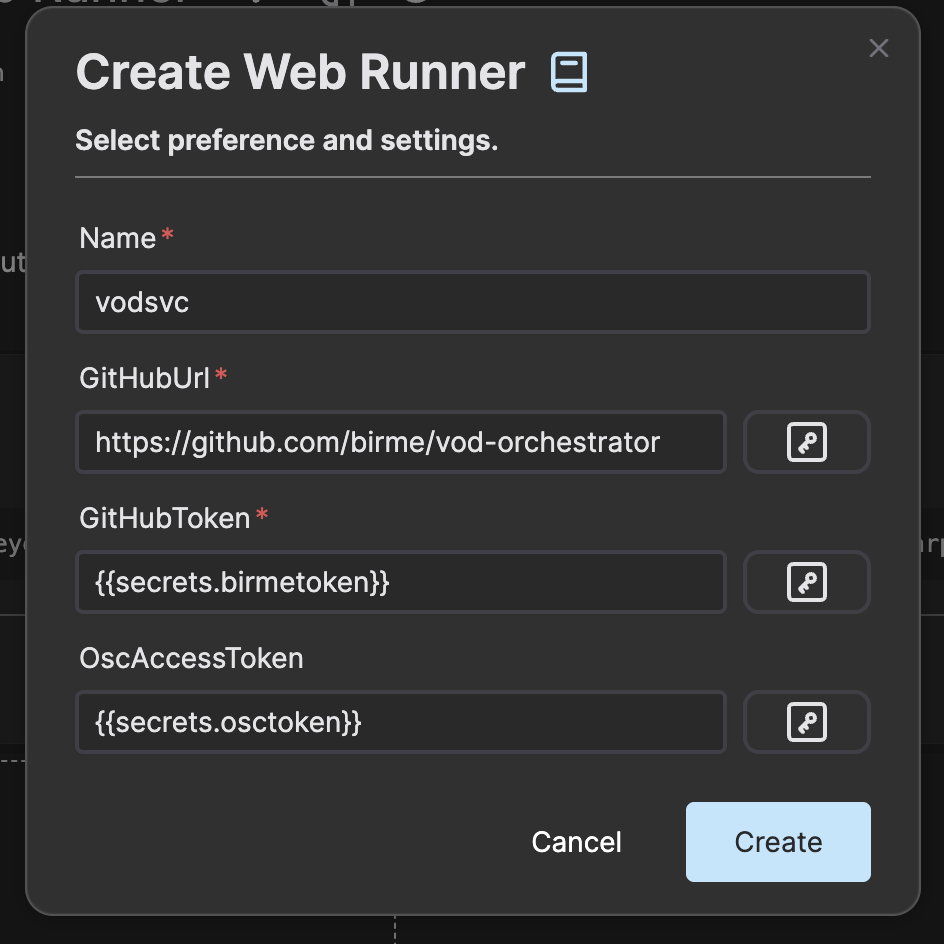 Create Web Runner
Select preference and settings.
Name*
vodsvc
GitHubUrl*
https://github.com/birme/vod-orchestrator
GitHubToken*
{{secrets.birmetoken}}
OscAccessToken
{{secrets.osctoken}}
Cancel
Create